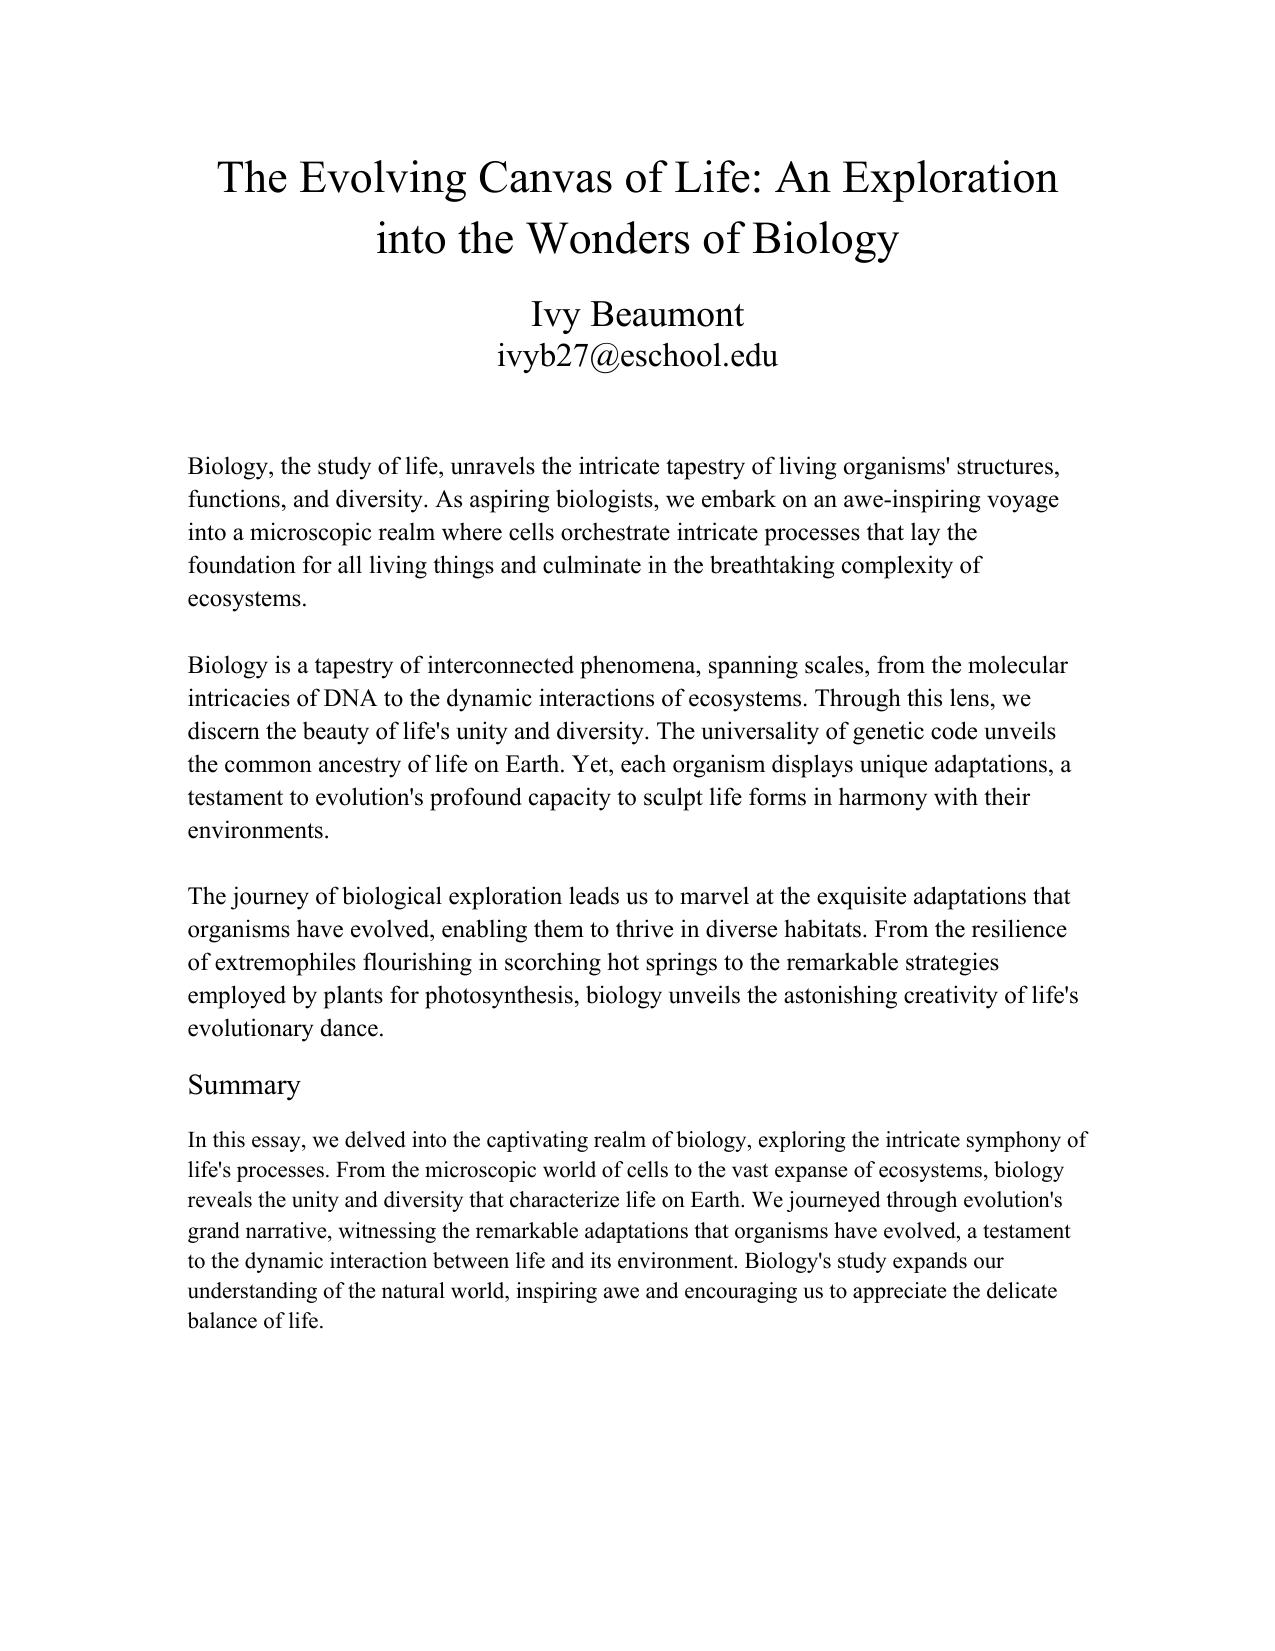 The Evolving Canvas of Life: An Exploration
into the Wonders of Biology
Ivy Beaumont
ivyb27@eschool.edu
Biology, the study of life, unravels the intricate tapestry of living organisms' structures,
functions, and diversity. As aspiring biologists, we embark on an awe-inspiring voyage
into a microscopic realm where cells orchestrate intricate processes that lay the
foundation for all living things and culminate in the breathtaking complexity of
ecosystems.
Biology is a tapestry of interconnected phenomena, spanning scales, from the molecular
intricacies of DNA to the dynamic interactions of ecosystems. Through this lens, we
discern the beauty of life's unity and diversity. The universality of genetic code unveils
the common ancestry of life on Earth. Yet, each organism displays unique adaptations, a
testament to evolution's profound capacity to sculpt life forms in harmony with their
environments.
The journey of biological exploration leads us to marvel at the exquisite adaptations that
organisms have evolved, enabling them to thrive in diverse habitats. From the resilience
of extremophiles flourishing in scorching hot springs to the remarkable strategies
employed by plants for photosynthesis, biology unveils the astonishing creativity of life's
evolutionary dance.
Summary
In this essay, we delved into the captivating realm of biology, exploring the intricate symphony of
life's processes. From the microscopic world of cells to the vast expanse of ecosystems, biology
reveals the unity and diversity that characterize life on Earth. We journeyed through evolution's
grand narrative, witnessing the remarkable adaptations that organisms have evolved, a testament
to the dynamic interaction between life and its environment. Biology's study expands our
understanding of the natural world, inspiring awe and encouraging us to appreciate the delicate
balance of life.